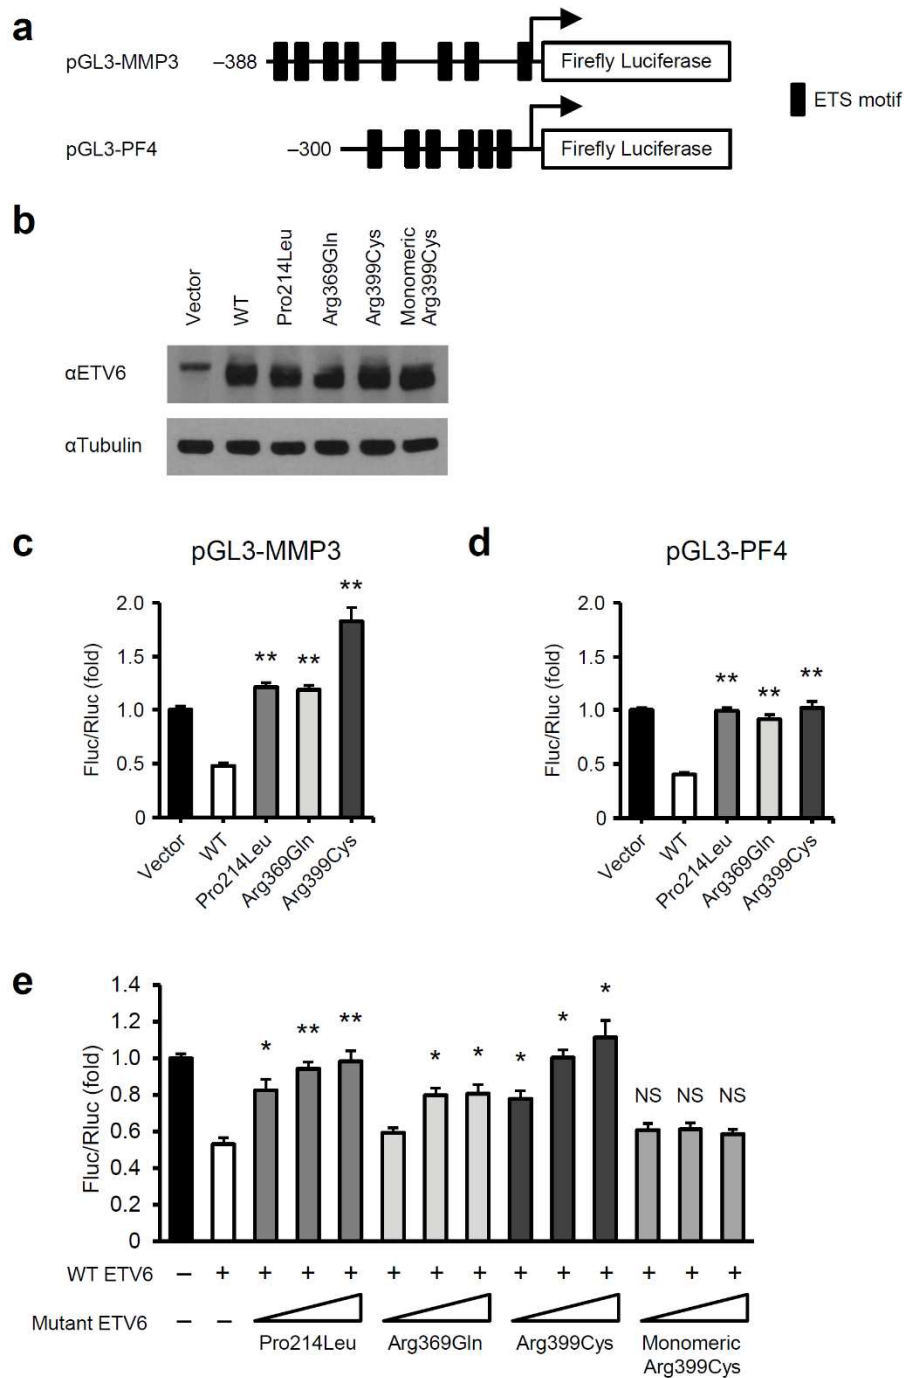 a
pGL3-MMP3 –388 Firefly Luciferase
ETS motif
pGL3-PF4 –300 Firefly Luciferase
b
Vector WT Pro214Leu Arg369Gln Arg399Cys Monomeric Arg399Cys
αETV6
αTubulin
c
pGL3-MMP3
Fluc/Rluc (fold)
2.0
1.5
1.0
0.5
0
** ** **
Vector WT Pro214Leu Arg369Gln Arg399Cys
d
pGL3-PF4
Fluc/Rluc (fold)
2.0
1.5
1.0
0.5
0
** ** **
Vector WT Pro214Leu Arg369Gln Arg399Cys
e
Fluc/Rluc (fold)
1.4
1.2
1.0
0.8
0.6
0.4
0.2
0
* ** ** * * * * * NS NS NS
WT ETV6 – + + + + + + + + + + + + +
Mutant ETV6 – –
Pro214Leu Arg369Gln Arg399Cys Monomeric
Arg399Cys